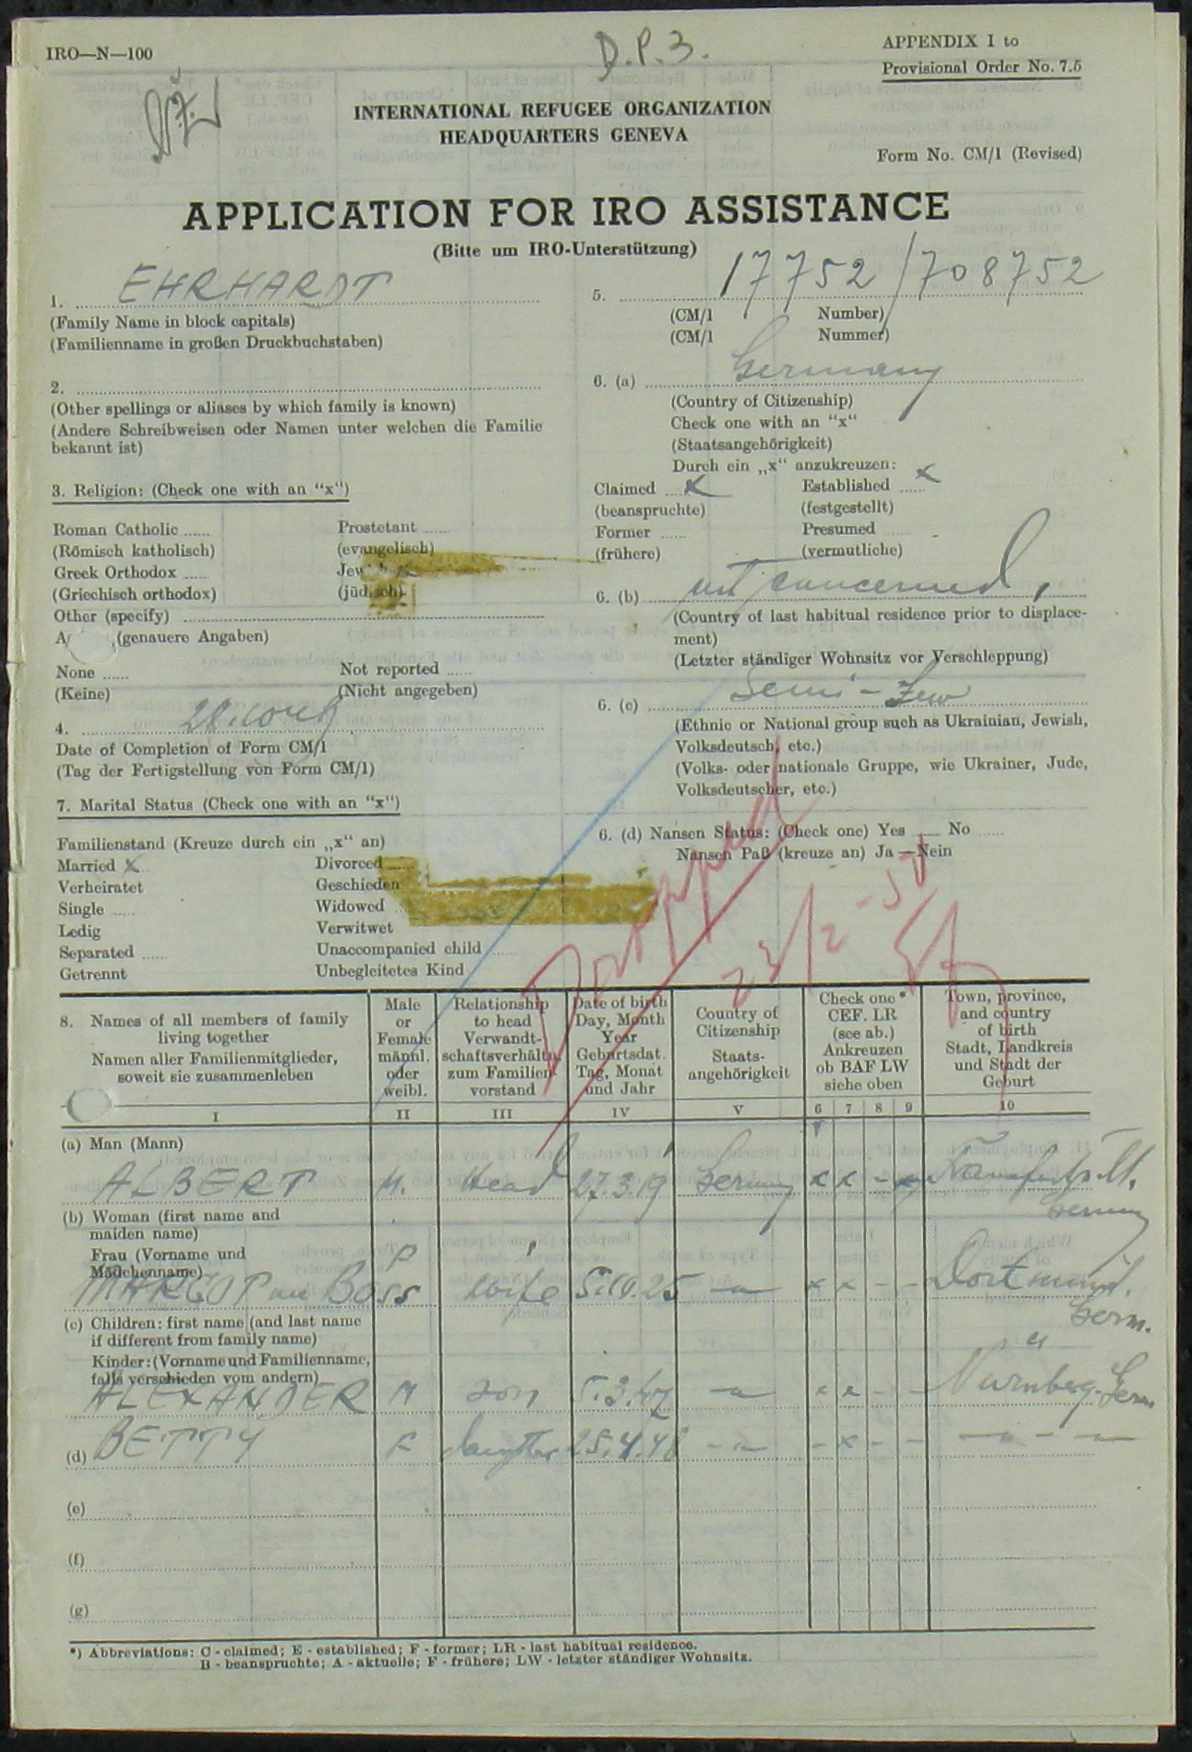 IRO—N—100
D.P.3.
APPENDIX 1 to
Provisional Order No. 7.5
INTERNATIONAL REFUGEE ORGANIZATION
HEADQUARTERS GENEVA
Form No. CM/1 (Revised)
APPLICATION FOR IRO ASSISTANCE
(Bitte um IRO-Unterstützung)
1. EHRHARDT
(Family Name in block capitals)
(Familienname in großen Druckbuchstaben)
2.
(Other spellings or aliases by which family is known)
(Andere Schreibweisen oder Namen unter welchen die Familie
bekannt ist)
3. Religion: (Check one with an “x”)
Roman Catholic ...... Prostetant ......
(Römisch katholisch) (evangelisch)
Greek Orthodox ...... Jew
(Griechisch orthodox) (jüdisch)
Other (specify)
(genauere Angaben)
None ...... Not reported ......
(Keine) (Nicht angegeben)
4.
Date of Completion of Form CM/1
(Tag der Fertigstellung von Form CM/1)
5. 17752/708752
(CM/1 Number)
(CM/1 Nummer)
6. (a) Germany
(Country of Citizenship)
Check one with an “x”
(Staatsangehörigkeit)
Durch ein „x“ anzukreuzen:
Claimed x Established x
(beanspruchte) (festgestellt)
Former ...... Presumed
(frühere) (vermutliche)
6. (b) not concerned
(Country of last habitual residence prior to displace-
ment)
(Letzter ständiger Wohnsitz vor Verschleppung)
6. (c) Semi-Jew
(Ethnic or National group such as Ukrainian, Jewish,
Volksdeutsch, etc.)
(Volks- oder nationale Gruppe, wie Ukrainer, Jude,
Volksdeutscher, etc.)
6. (d) Nansen Status: (Check one) Yes No
Nansen Paß (kreuze an) Ja — Nein
7. Marital Status (Check one with an “x”)
Familienstand (Kreuze durch ein „x“ an)
Married x Divorced
Verheiratet Geschieden
Single ..... Widowed
Ledig Verwitwet
Separated ..... Unaccompanied child
Getrennt Unbegleitetes Kind
8. Names of all members of family
living together
Namen aller Familienmitglieder,
soweit sie zusammenleben
I
Male
or
Female
männl.
oder
weibl.
II
Relationship
to head
Verwandt-
schaftsverhältn.
zum Familien-
vorstand
III
Date of birth
Day, Month
Year
Geburtsdat.
Tag, Monat
und Jahr
IV
Country of
Citizenship
Staats-
angehörigkeit
V
Check one*
CEF. LR
(see ab.)
Ankreuzen
ob BAF LW
siehe oben
6 7 8 9
Town, province,
and country
of birth
Stadt, Landkreis
und Stadt der
Geburt
10
(a) Man (Mann)
ALBERT M. Head 27.3.19 Germany x x -
(b) Woman (first name and
maiden name)
Frau (Vorname und
Mädchenname)
MARGOT BOSS wife 5.10.25 x x - - Dortmund.
Germ.
(c) Children: first name (and last name
if different from family name)
Kinder: (Vorname und Familienname,
falls verschieden vom andern)
ALEXANDER M son 5.3.47 x x - - Nurnberg. Germ
(d) BETTY F daughter 25.4.48 - x - -
(e)
(f)
(g)
*) Abbreviations: C - claimed; E - established; F - former; LR - last habitual residence.
B - beanspruchte; A - aktuelle; F - frühere; LW - letzter ständiger Wohnsitz.